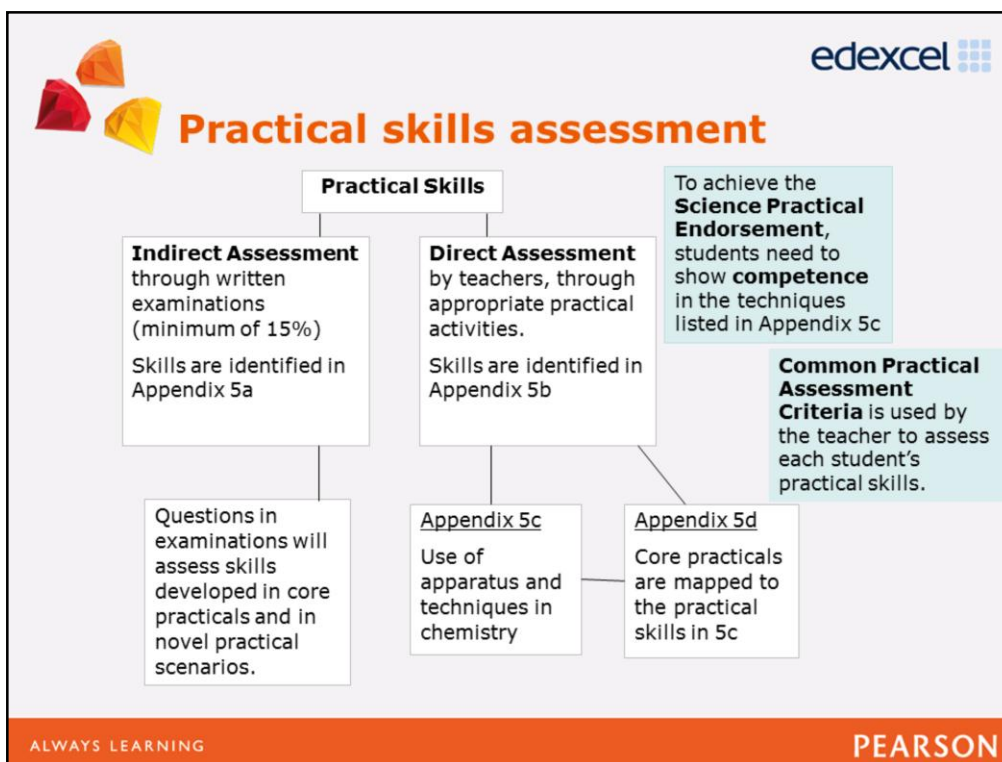 edexcel
Practical skills assessment
Practical Skills
Indirect Assessment
through written
examinations
(minimum of 15%)
Skills are identified in
Appendix 5a
Direct Assessment
by teachers, through
appropriate practical
activities.
Skills are identified in
Appendix 5b
To achieve the
Science Practical
Endorsement,
students need to
show competence
in the techniques
listed in Appendix 5c
Common Practical
Assessment
Criteria is used by
the teacher to assess
each student's
practical skills.
Questions in
examinations will
assess skills
developed in core
practicals and in
novel practical
scenarios.
Appendix 5c
Use of
apparatus and
techniques in
chemistry
Appendix 5d
Core practicals
are mapped to
the practical
skills in 5c
ALWAYS LEARNING
PEARSON